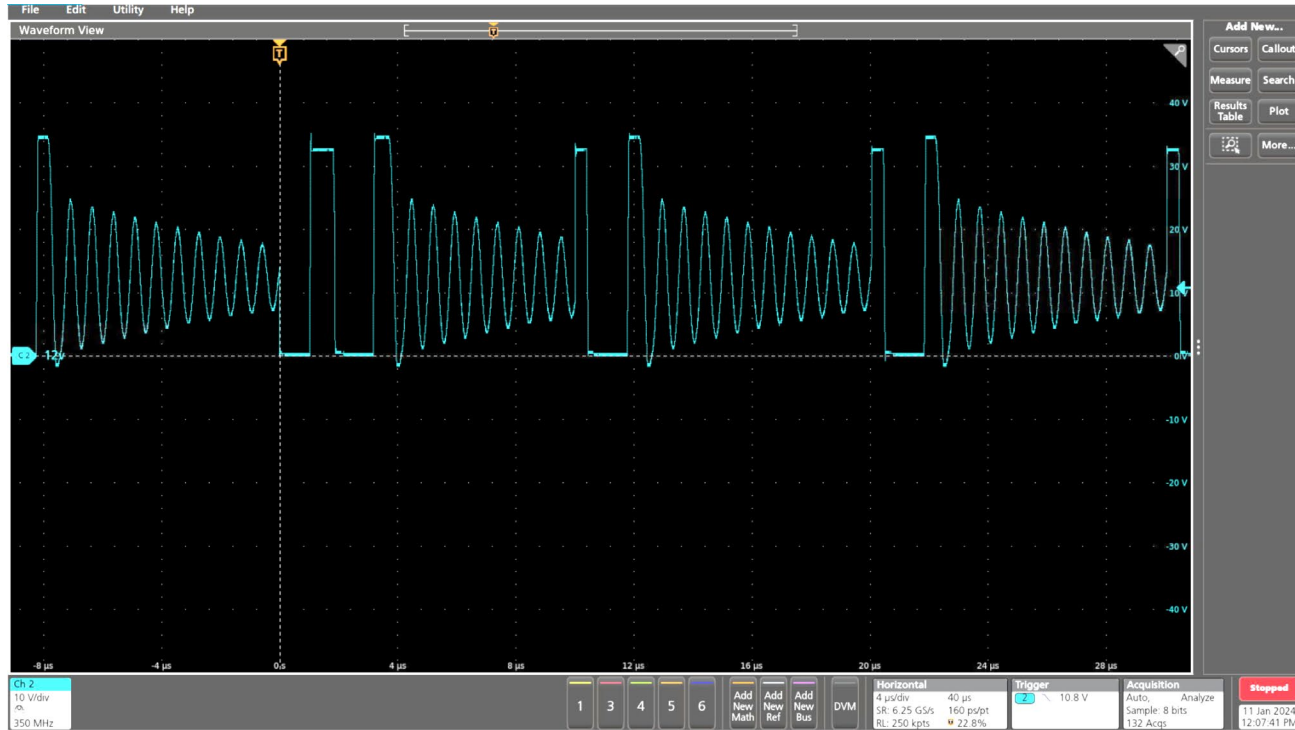 File Edit Utility Help
Waveform View
Add New...
Cursors Callout
Measure Search
Results Table Plot
More...
T
T
40 V
30 V
20 V
10 V
0 V
-10 V
-20 V
-30 V
-40 V
C 2 12v
-8 µs -4 µs 0 s 4 µs 8 µs 12 µs 16 µs 20 µs 24 µs 28 µs
Ch 2
10 V/div
350 MHz
1 3 4 5 6
Add New Math
Add New Ref
Add New Bus
DVM
Horizontal
4 µs/div 40 µs
SR: 6.25 GS/s 160 ps/pt
RL: 250 kpts 22.8%
Trigger
2 10.8 V
Acquisition
Auto, Analyze
Sample: 8 bits
132 Acqs
Stopped
11 Jan 2024
12:07:41 PM